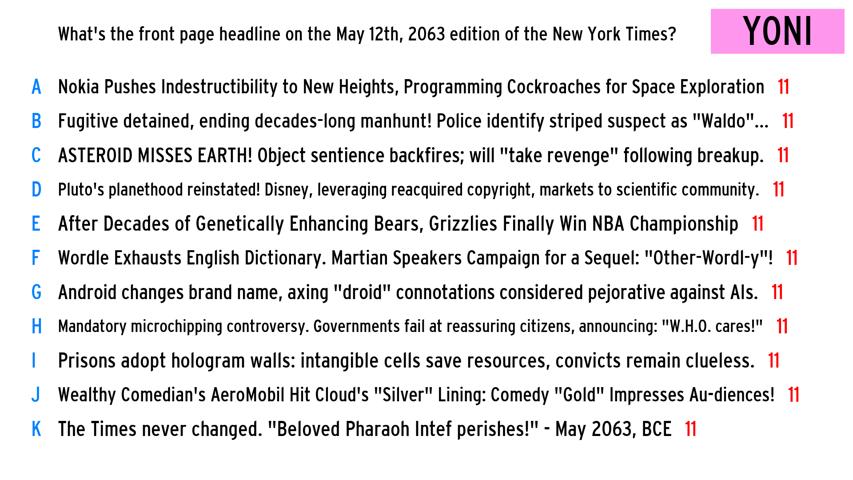 What's the front page headline on the May 12th, 2063 edition of the New York Times?
YONI
A Nokia Pushes Indestructibility to New Heights, Programming Cockroaches for Space Exploration 11
B Fugitive detained, ending decades-long manhunt! Police identify striped suspect as "Waldo"... 11
C ASTEROID MISSES EARTH! Object sentience backfires; will "take revenge" following breakup. 11
D Pluto's planethood reinstated! Disney, leveraging reacquired copyright, markets to scientific community. 11
E After Decades of Genetically Enhancing Bears, Grizzlies Finally Win NBA Championship 11
F Wordle Exhausts English Dictionary. Martian Speakers Campaign for a Sequel: "Other-Wordl-y"! 11
G Android changes brand name, axing "droid" connotations considered pejorative against AIs. 11
H Mandatory microchipping controversy. Governments fail at reassuring citizens, announcing: "W.H.O. cares!" 11
I Prisons adopt hologram walls: intangible cells save resources, convicts remain clueless. 11
J Wealthy Comedian's AeroMobil Hit Cloud's "Silver" Lining: Comedy "Gold" Impresses Au-diences! 11
K The Times never changed. "Beloved Pharaoh Intef perishes!" - May 2063, BCE 11